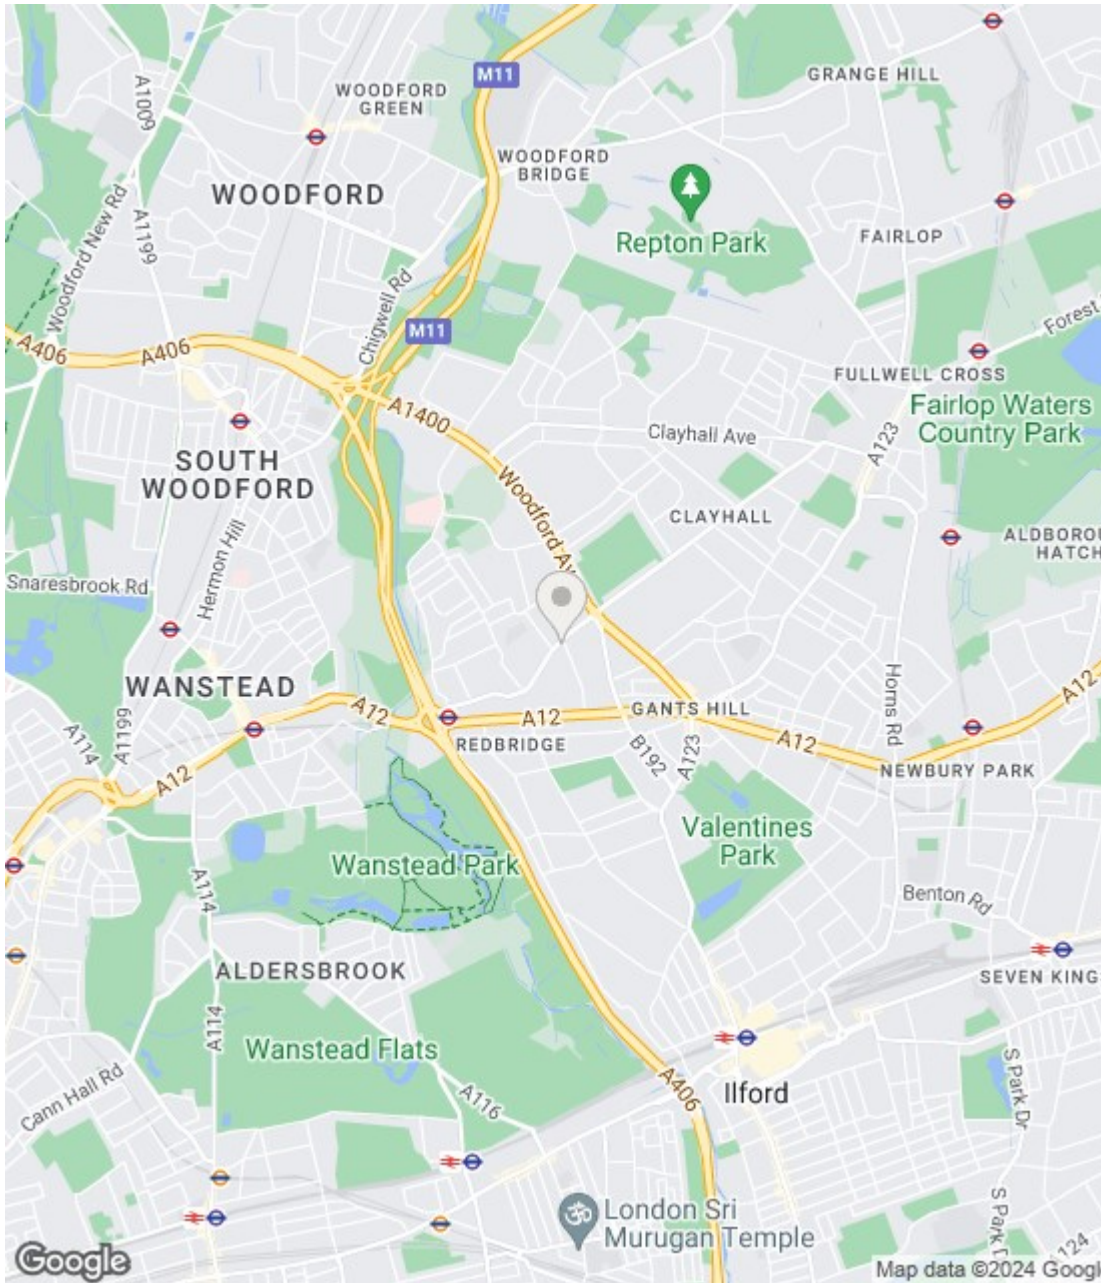 M11
GRANGE HILL
WOODFORD
GREEN
A1009
WOODFORD
BRIDGE
WOODFORD
Woodford New Rd
A1199
Repton Park
FAIRLOP
Chigwell Rd
M11
Forest
A406
A406
A1400
FULLWELL CROSS
Fairlop Waters
Country Park
Clayhall Ave
A123
SOUTH
WOODFORD
Woodford Av
CLAYHALL
ALDBOROU
HATCH
Hermon Hill
Snaresbrook Rd
WANSTEAD
A1199
A114
A12
A12
A12
REDBRIDGE
GANTS HILL
B192
A123
A12
Horns Rd
A12
NEWBURY PARK
Valentines
Park
Wanstead Park
A114
Benton Rd
ALDERSBROOK
SEVEN KING
A114
Wanstead Flats
Cann Hall Rd
A116
A406
Ilford
S Park Dr
London Sri
Murugan Temple
S Park D
A124
Google
Map data ©2024 Googl